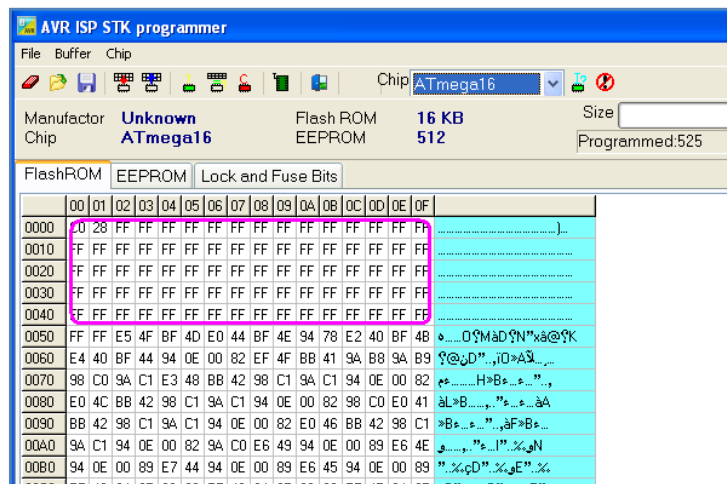 AVR ISP STK programmer
File Buffer Chip
Chip ATmega16
Manufactor Unknown Flash ROM 16 KB Size
Chip ATmega16 EEPROM 512 Programmed:525
FlashROM EEPROM Lock and Fuse Bits
00 01 02 03 04 05 06 07 08 09 0A 0B 0C 0D 0E 0F
0000 C0 28 FF FF FF FF FF FF FF FF FF FF FF FF FF FF
0010 FF FF FF FF FF FF FF FF FF FF FF FF FF FF FF FF
0020 FF FF FF FF FF FF FF FF FF FF FF FF FF FF FF FF
0030 FF FF FF FF FF FF FF FF FF FF FF FF FF FF FF FF
0040 FF FF FF FF FF FF FF FF FF FF FF FF FF FF FF FF
0050 FF FF E5 4F BF 4D E0 44 BF 4E 94 78 E2 40 BF 4B
0060 E4 40 BF 44 94 0E 00 82 EF 4F BB 41 9A B8 9A B9
0070 98 C0 9A C1 E3 48 BB 42 98 C1 9A C1 94 0E 00 82
0080 E0 4C BB 42 98 C1 9A C1 94 0E 00 82 98 C0 E0 41
0090 BB 42 98 C1 9A C1 94 0E 00 82 E0 46 BB 42 98 C1
00A0 9A C1 94 0E 00 82 9A C0 E6 49 94 0E 00 89 E6 4E
00B0 94 0E 00 89 E7 44 94 0E 00 89 E6 45 94 0E 00 89